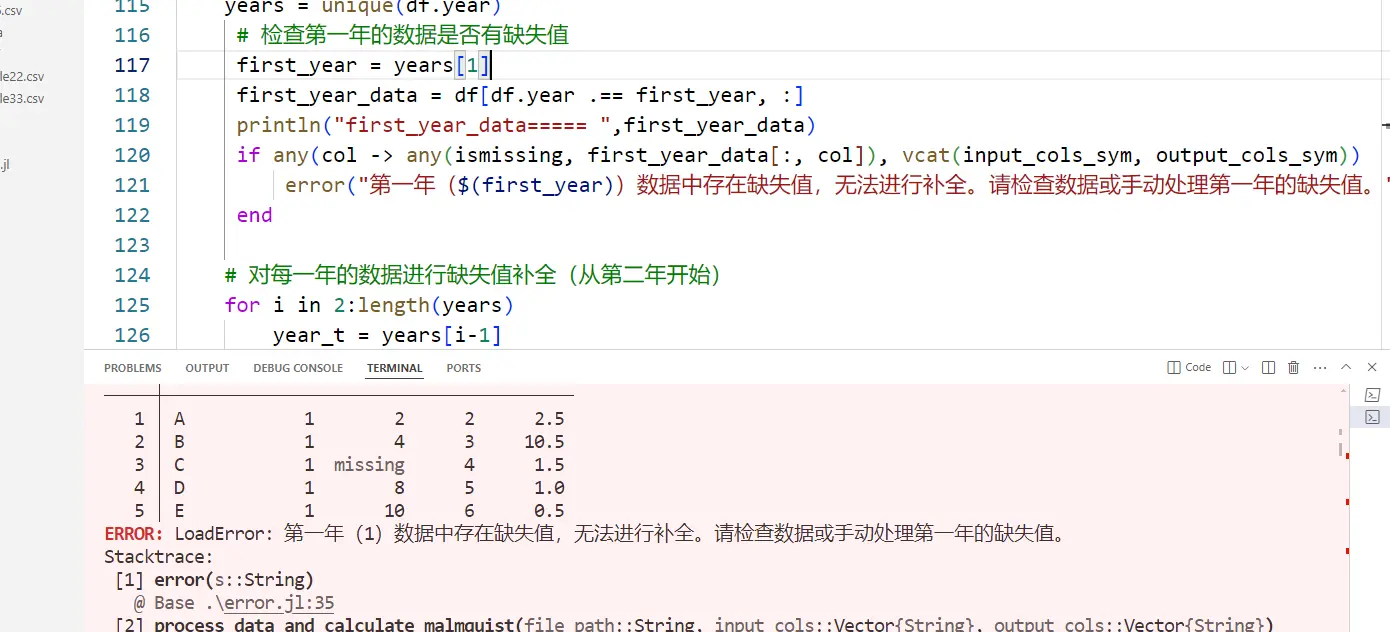 .csv
115 years = unique(df.year)
116 # 检查第一年的数据是否有缺失值
117 first_year = years[1]
le22.csv
118 first_year_data = df[df.year .== first_year, :]
le33.csv
119 println("first_year_data===== ",first_year_data)
120 if any(col -> any(ismissing, first_year_data[:, col]), vcat(input_cols_sym, output_cols_sym))
.jl
121 error("第一年（$(first_year)）数据中存在缺失值，无法进行补全。请检查数据或手动处理第一年的缺失值。"
122 end
123
124 # 对每一年的数据进行缺失值补全（从第二年开始）
125 for i in 2:length(years)
126 year_t = years[i-1]
PROBLEMS OUTPUT DEBUG CONSOLE TERMINAL PORTS Code
1 A 1 2 2 2.5
2 B 1 4 3 10.5
3 C 1 missing 4 1.5
4 D 1 8 5 1.0
5 E 1 10 6 0.5
ERROR: LoadError: 第一年（1）数据中存在缺失值，无法进行补全。请检查数据或手动处理第一年的缺失值。
Stacktrace:
[1] error(s::String)
@ Base .\error.jl:35
[2] process_data_and_calculate_malmquist(file_path::String, input_cols::Vector{String}, output_cols::Vector{String})